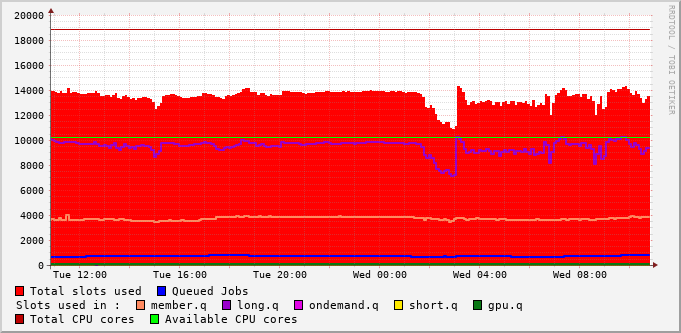 20000
18000
16000
14000
12000
10000
8000
6000
4000
2000
0
Tue 12:00 Tue 16:00 Tue 20:00 Wed 00:00 Wed 04:00 Wed 08:00
Total slots used Queued Jobs
Slots used in : member.q long.q ondemand.q short.q gpu.q
Total CPU cores Available CPU cores
RRDTOOL / TOBI OETIKER